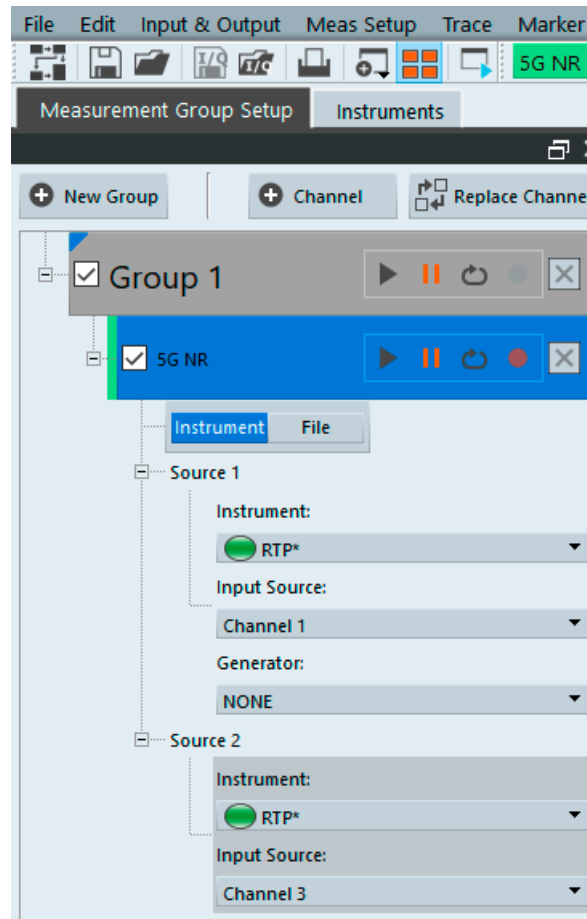 File Edit Input & Output Meas Setup Trace Marker
I/Q I/Q 5G NR
Measurement Group Setup Instruments
New Group Channel Replace Channe
Group 1
5G NR
Instrument File
Source 1
Instrument:
RTP*
Input Source:
Channel 1
Generator:
NONE
Source 2
Instrument:
RTP*
Input Source:
Channel 3